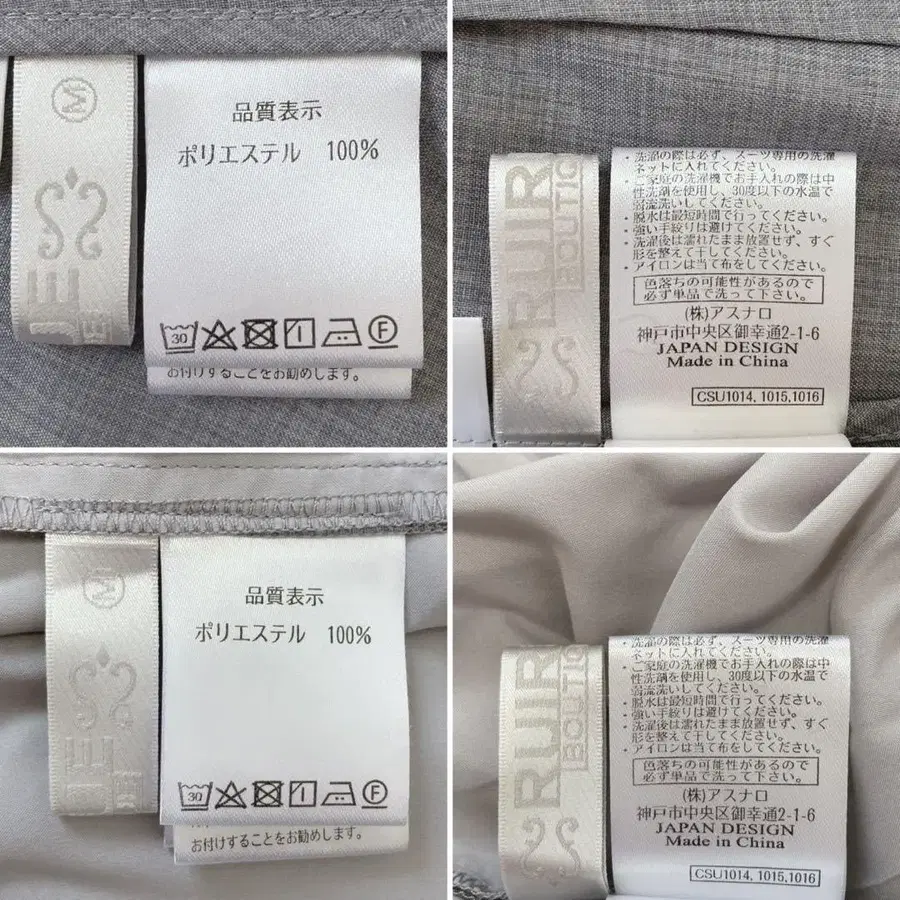 M
品質表示
ポリエステル 100%
30
F
お付けすることをお勧めします。
RUIR
BOUTIQ
・洗濯の際は必ず、スーツ専用の洗濯
ネットに入れてください。
・ご家庭の洗濯機でお手入れの際は中
性洗剤を使用し、30度以下の水温で
弱流洗いしてください。
・脱水は最短時間で行ってください。
・強い手絞りは避けてください。
・洗濯後は濡れたまま放置せず、すぐ
形を整えて干してください。
・アイロンは当て布をしてください。
色落ちの可能性があるので
必ず単品で洗って下さい。
(株)アスナロ
神戸市中央区御幸通2-1-6
JAPAN DESIGN
Made in China
CSU1014, 1015,1016
M
品質表示
ポリエステル 100%
30
F
お付けすることをお勧めします。
RUIR
BOUTIQ
・洗濯の際は必ず、スーツ専用の洗濯
ネットに入れてください。
・ご家庭の洗濯機でお手入れの際は中
性洗剤を使用し、30度以下の水温で
弱流洗いしてください。
・脱水は最短時間で行ってください。
・強い手絞りは避けてください。
・洗濯後は濡れたまま放置せず、すぐ
形を整えて干してください。
・アイロンは当て布をしてください。
色落ちの可能性があるので
必ず単品で洗って下さい。
(株)アスナロ
神戸市中央区御幸通2-1-6
JAPAN DESIGN
Made in China
CSU1014, 1015,1016